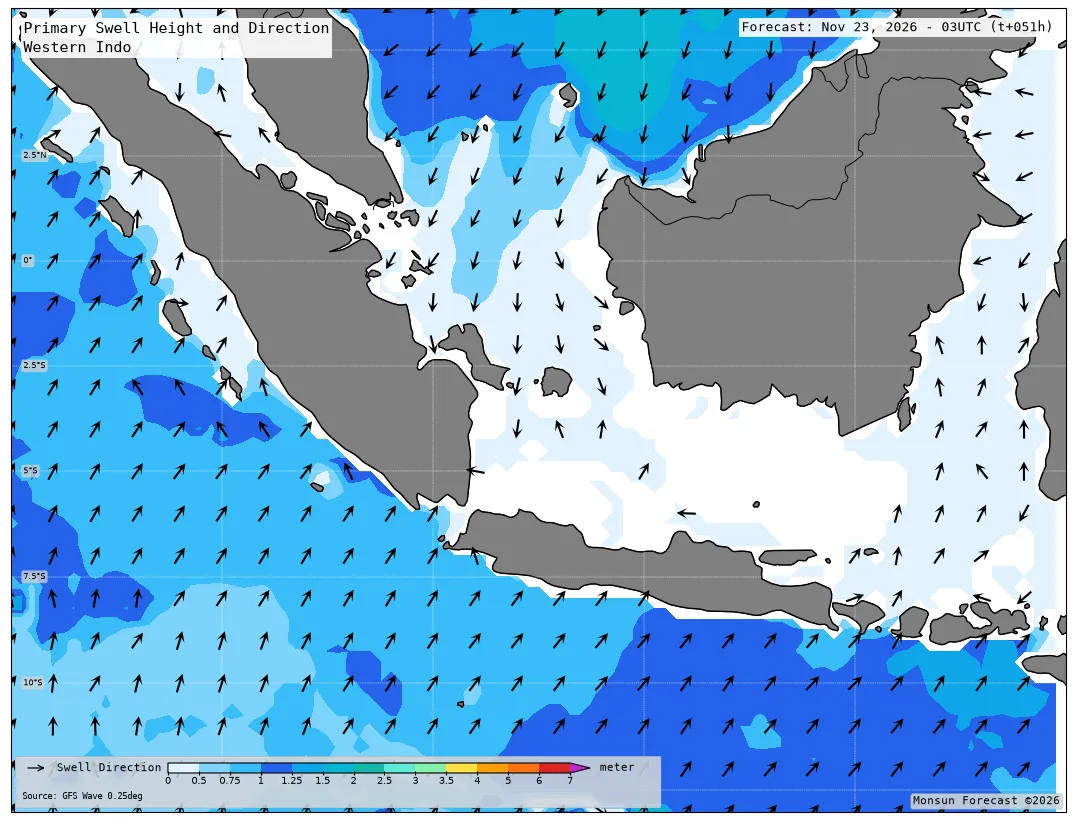 Primary Swell Height and Direction
Western Indo
Forecast: Nov 23, 2026 - 03UTC (t+051h)
2.5°N
0°
2.5°S
5°S
7.5°S
10°S
Swell Direction
meter
0 0.5 0.75 1 1.25 1.5 2 2.5 3 3.5 4 5 6 7
Source: GFS Wave 0.25deg
Monsun Forecast ©2026